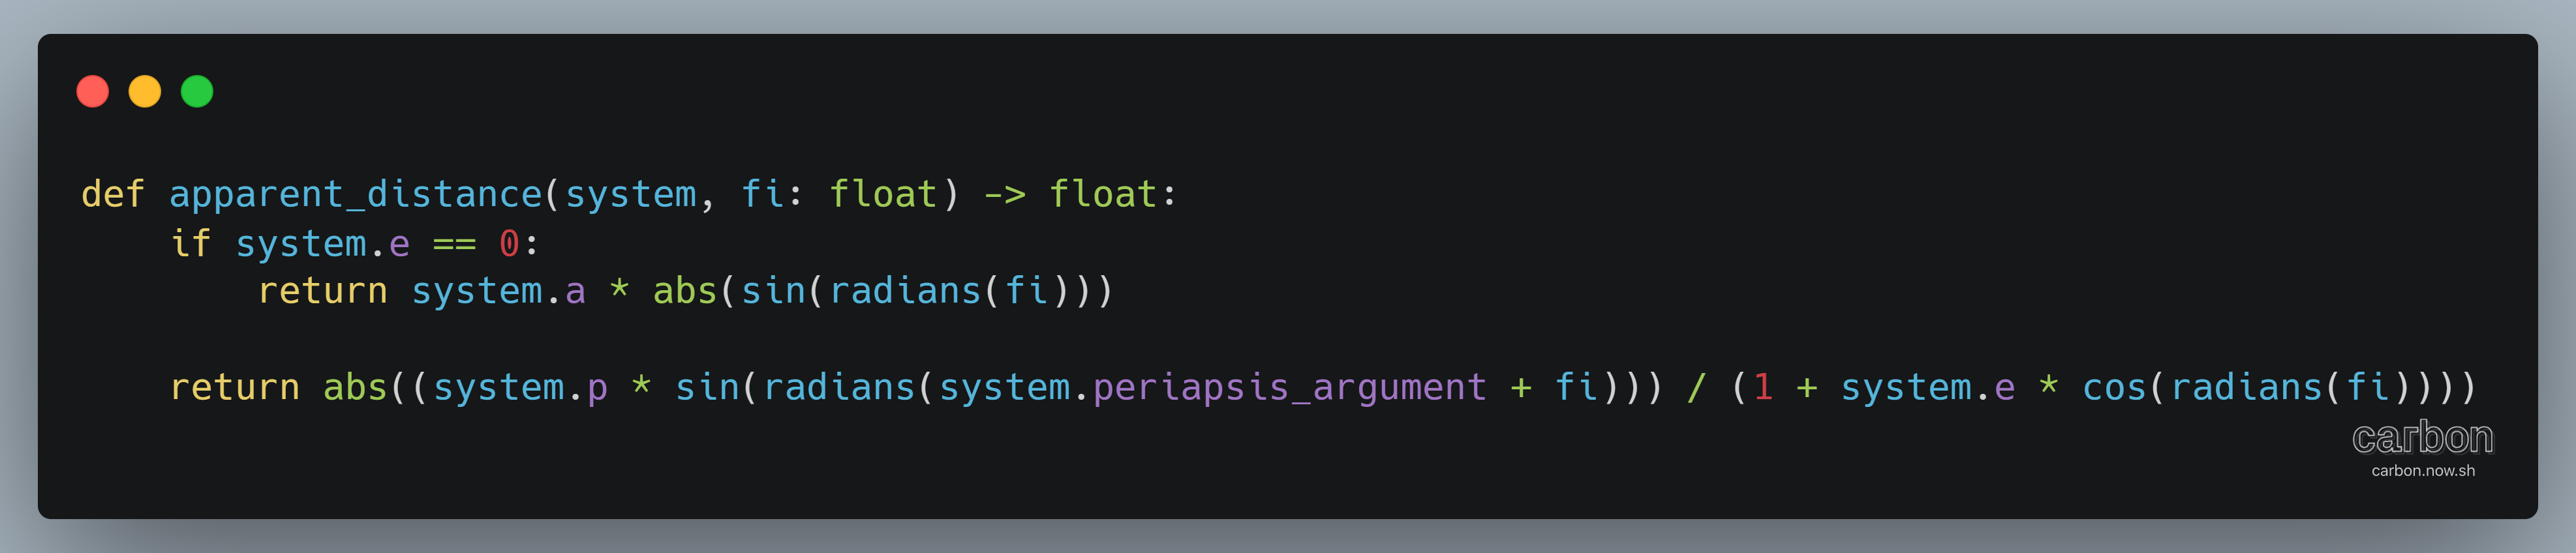 def apparent_distance(system, fi: float) -> float:
    if system.e == 0:
        return system.a * abs(sin(radians(fi)))

    return abs((system.p * sin(radians(system.periapsis_argument + fi))) / (1 + system.e * cos(radians(fi))))
carbon
carbon.now.sh